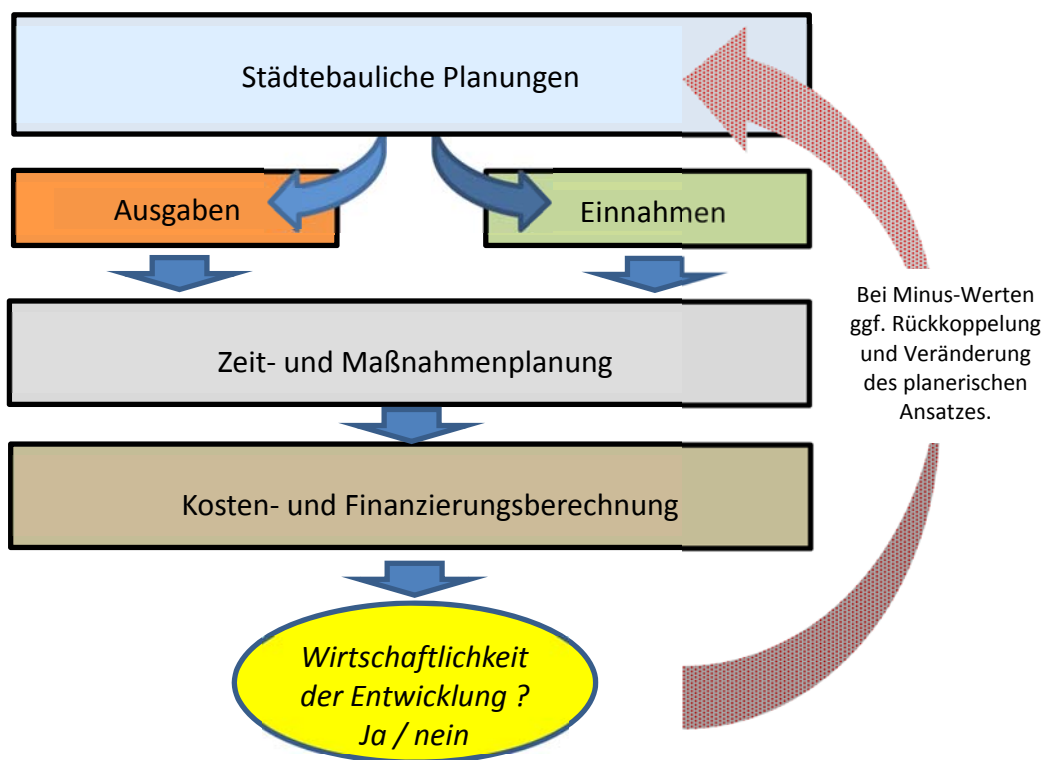 Städtebauliche Planungen
Ausgaben
Einnahmen
Zeit- und Maßnahmenplanung
Kosten- und Finanzierungsberechnung
Wirtschaftlichkeit
der Entwicklung ?
Ja / nein
Bei Minus-Werten
ggf. Rückkoppelung
und Veränderung
des planerischen
Ansatzes.